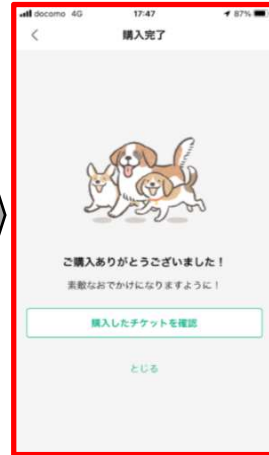 docomo 4G 17:47 87%
購入完了
ご購入ありがとうございました！
素敵なおでかけになりますように！
購入したチケットを確認
とじる